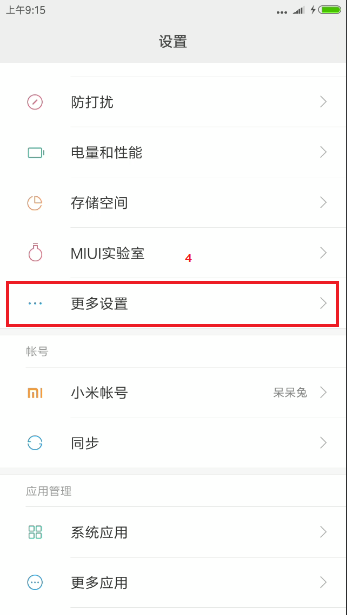 上午9:15
设置
防打扰
电量和性能
存储空间
MIUI实验室
4
更多设置
帐号
小米帐号 呆呆兔
同步
应用管理
系统应用
更多应用